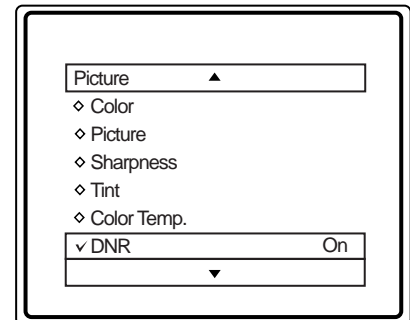 Picture ▲
◇ Color
◇ Picture
◇ Sharpness
◇ Tint
◇ Color Temp.
✓ DNR On
▼